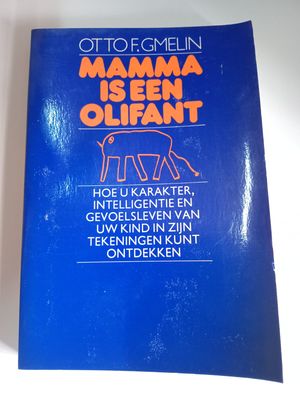 OTTO F. GMELIN
MAMMA
IS EEN
OLIFANT
HOE U KARAKTER,
INTELLIGENTIE EN
GEVOELSLEVEN VAN
UW KIND IN ZIJN
TEKENINGEN KUNT
ONTDEKKEN